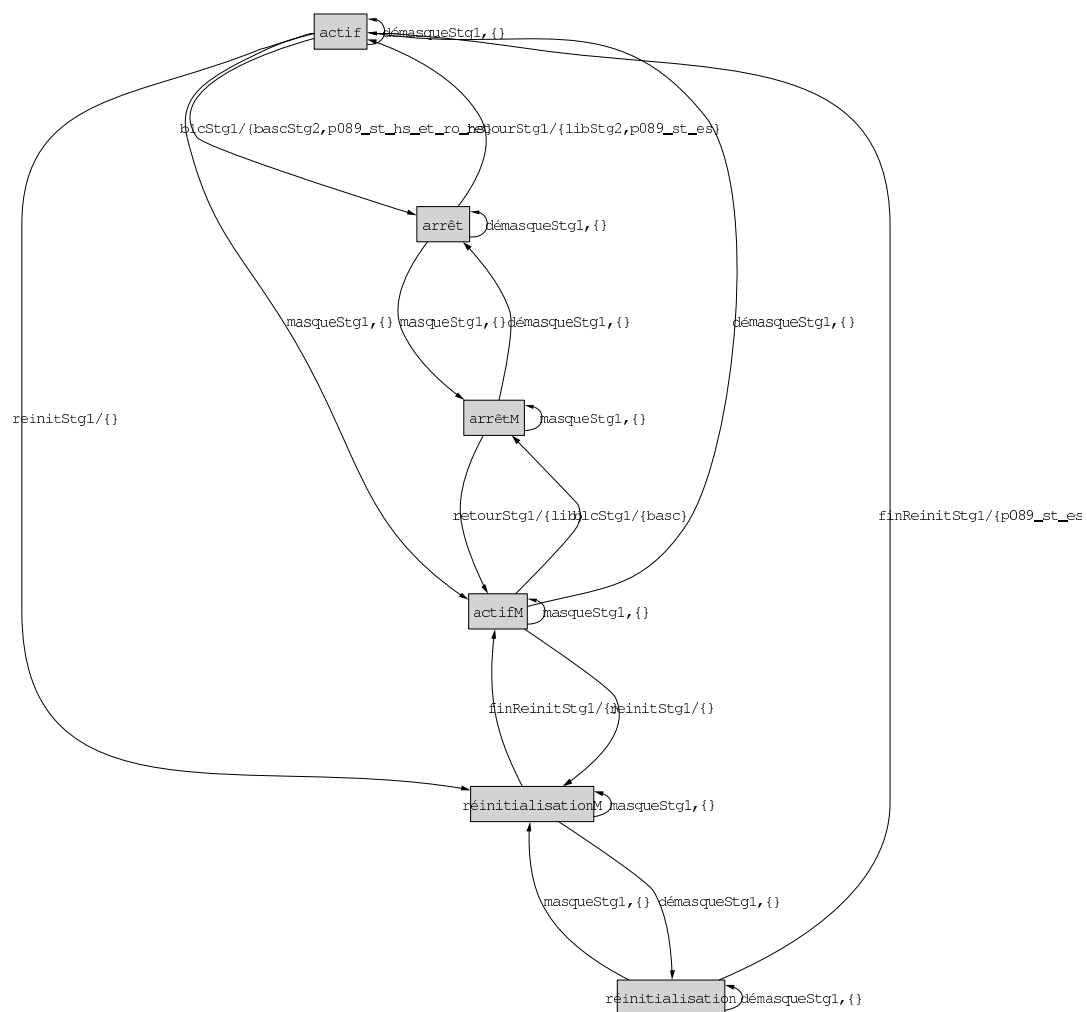 actif
démasqueStg1,{}
blcStg1/{bascStg2,p089_st_hs_et_ro_hs}
retourStg1/{libStg2,p089_st_es}
arrêt
démasqueStg1,{}
masqueStg1,{}
masqueStg1,{}
démasqueStg1,{}
démasqueStg1,{}
reinitStg1/{}
arrêtM
masqueStg1,{}
retourStg1/{lib}
blcStg1/{basc}
finReinitStg1/{p089_st_es
actifM
masqueStg1,{}
finReinitStg1/{}
reinitStg1/{}
réinitialisationM
masqueStg1,{}
masqueStg1,{}
démasqueStg1,{}
réinitialisation
démasqueStg1,{}